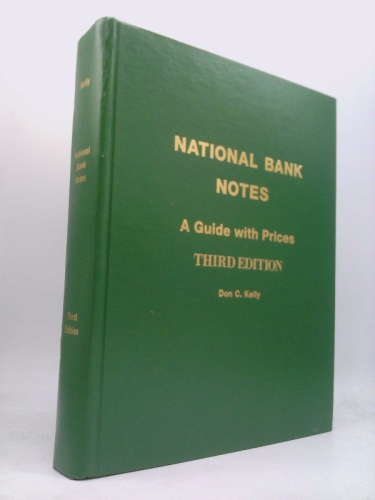 NATIONAL BANK
NOTES
A Guide with Prices
THIRD EDITION
Don C. Kelly
Kelly
National
Bank
Notes
Third
Edition